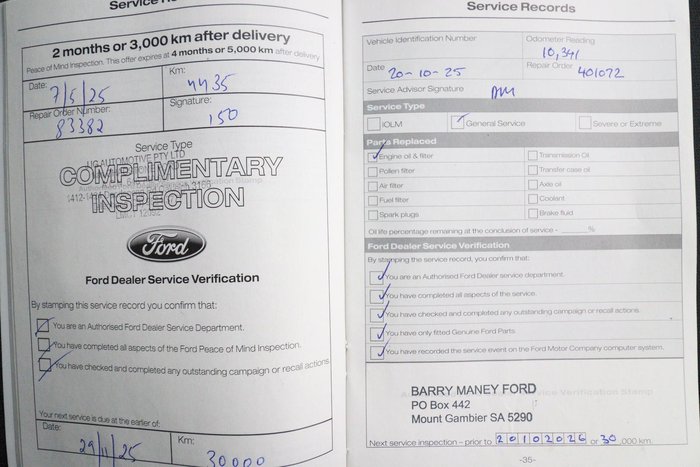 Service Records
2 months or 3,000 km after delivery
Peace of Mind Inspection. This offer expires at 4 months or 5,000 km after delivery
Date: 7/5/25
Km: 4435
Repair Order Number: 83382
Signature: 150
Service Type
AUTOMOTIVE PTY LTD
COMPLIMENTARY
INSPECTION
Ford
Ford Dealer Service Verification
By stamping this service record you confirm that:
You are an Authorised Ford Dealer Service Department.
You have completed all aspects of the Ford Peace of Mind Inspection.
You have checked and completed any outstanding campaign or recall actions
Your next service is due at the earlier of:
Date: 29/11/25
Km: 30000
Service Records
Vehicle Identification Number
Odometer Reading
10,341
Date 20-10-25
Repair Order 401072
Service Advisor Signature
Service Type
IOLM
General Service
Severe or Extreme
Parts Replaced
Engine oil & filter
Transmission Oil
Pollen filter
Transfer case oil
Air filter
Axle oil
Fuel filter
Coolant
Spark plugs
Brake fluid
Oil life percentage remaining at the conclusion of service - %
Ford Dealer Service Verification
By stamping the service record, you confirm that:
You are an Authorised Ford Dealer service department.
You have completed all aspects of the service.
You have checked and completed any outstanding campaign or recall actions.
You have only fitted Genuine Ford Parts.
You have recorded the service event on the Ford Motor Company computer system.
BARRY MANEY FORD
PO Box 442
Mount Gambier SA 5290
Next service inspection – prior to 20102026 or 30,000 km.
-35-